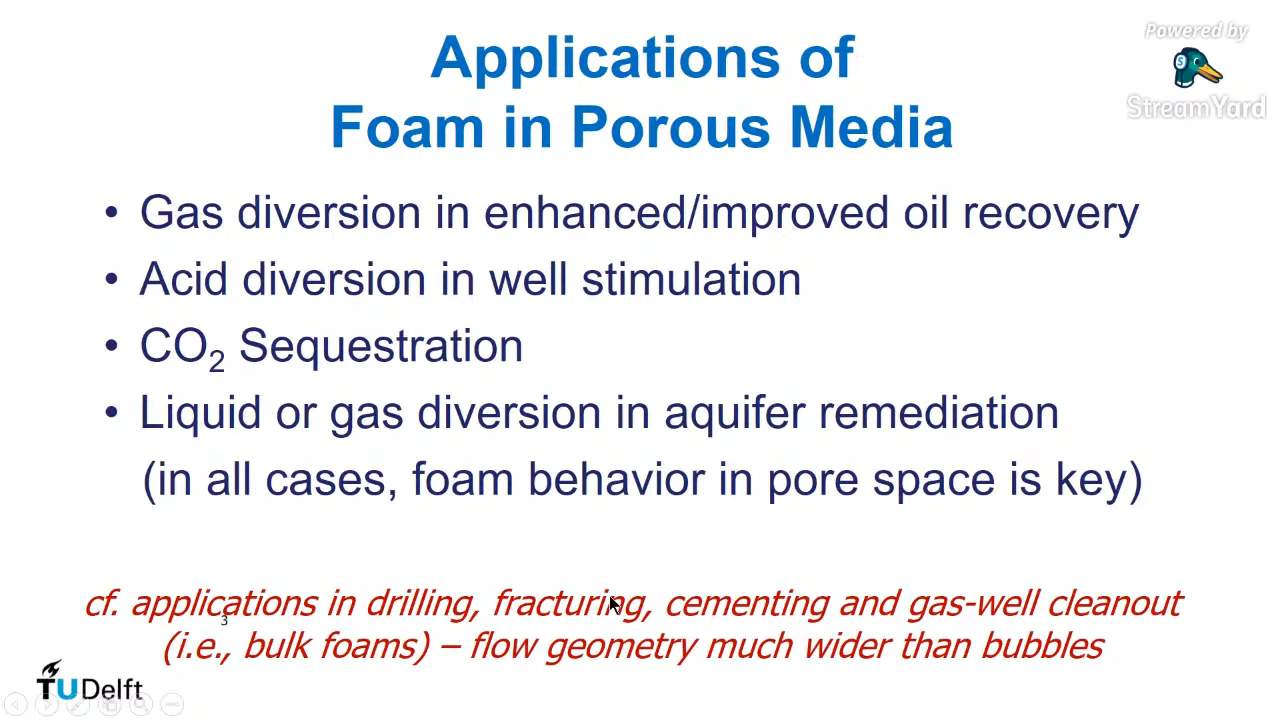 Applications of
Foam in Porous Media
Powered by
StreamYard
• Gas diversion in enhanced/improved oil recovery
• Acid diversion in well stimulation
• CO₂ Sequestration
• Liquid or gas diversion in aquifer remediation
(in all cases, foam behavior in pore space is key)
cf. applications in drilling, fracturing, cementing and gas-well cleanout
3
(i.e., bulk foams) – flow geometry much wider than bubbles
TU Delft